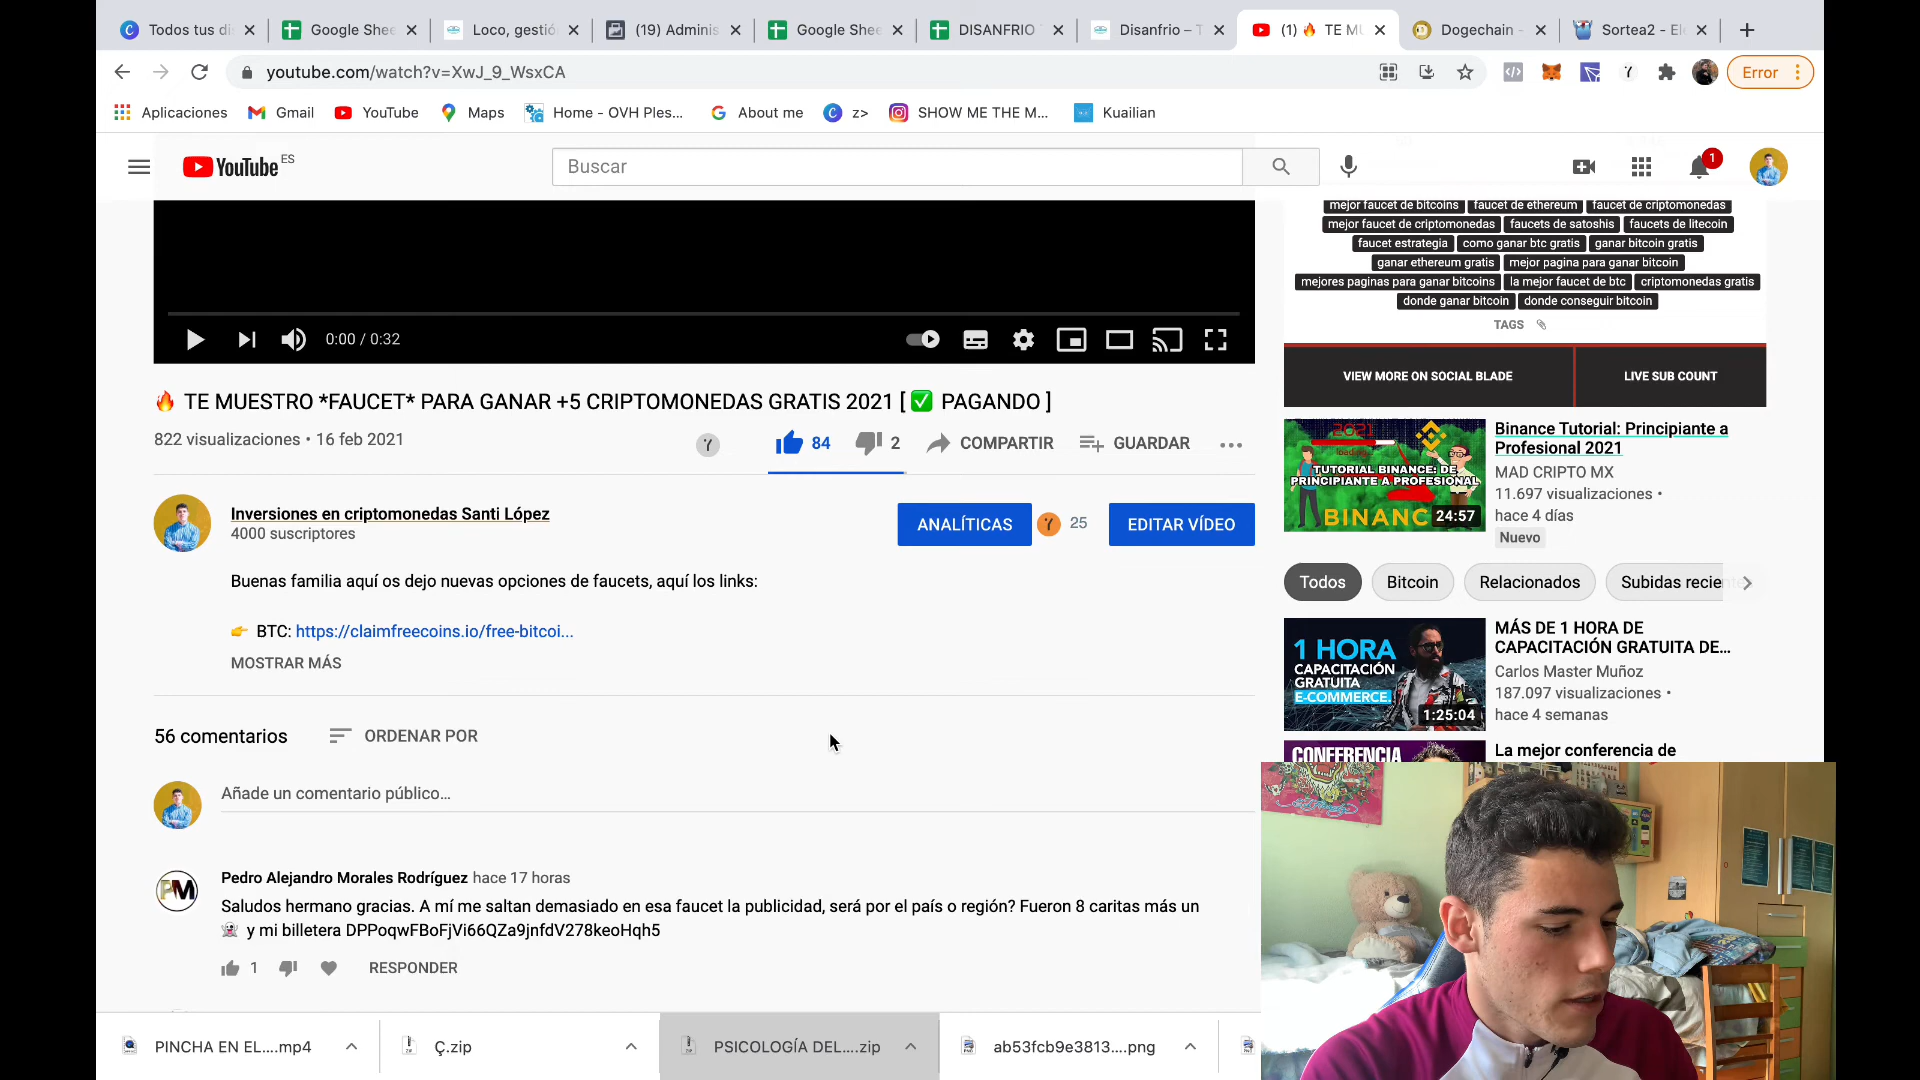 Todos tus di
Google Shee
Loco, gestió
(19) Adminis
Google Shee
DISANFRIO
Disanfrio – T
(1) 🔥 TE MU
Dogechain -
Sortea2 - El
youtube.com/watch?v=XwJ_9_WsxCA
Error
Aplicaciones
Gmail
YouTube
Maps
Home - OVH Ples...
About me
z>
SHOW ME THE M...
Kuailian
YouTube ES
Buscar
1
mejor faucet de bitcoins faucet de ethereum faucet de criptomonedas
mejor faucet de criptomonedas faucets de satoshis faucets de litecoin
faucet estrategia como ganar btc gratis ganar bitcoin gratis
ganar ethereum gratis mejor pagina para ganar bitcoin
mejores paginas para ganar bitcoins la mejor faucet de btc criptomonedas gratis
donde ganar bitcoin donde conseguir bitcoin
TAGS
VIEW MORE ON SOCIAL BLADE
LIVE SUB COUNT
0:00 / 0:32
🔥 TE MUESTRO *FAUCET* PARA GANAR +5 CRIPTOMONEDAS GRATIS 2021 [ ✅ PAGANDO ]
822 visualizaciones • 16 feb 2021
84
2
COMPARTIR
GUARDAR
Inversiones en criptomonedas Santi López
4000 suscriptores
ANALÍTICAS
25
EDITAR VÍDEO
Buenas familia aquí os dejo nuevas opciones de faucets, aquí los links:
👉 BTC: https://claimfreecoins.io/free-bitcoi...
MOSTRAR MÁS
56 comentarios
ORDENAR POR
Añade un comentario público...
Pedro Alejandro Morales Rodríguez hace 17 horas
Saludos hermano gracias. A mí me saltan demasiado en esa faucet la publicidad, será por el país o región? Fueron 8 caritas más un
👻 y mi billetera DPPoqwFBoFjVi66QZa9jnfdV278keoHqh5
1
RESPONDER
2021
loading
TUTORIAL BINANCE: DE
PRINCIPIANTE A PROFESIONAL
BINANC
24:57
Binance Tutorial: Principiante a
Profesional 2021
MAD CRIPTO MX
11.697 visualizaciones •
hace 4 días
Nuevo
Todos
Bitcoin
Relacionados
Subidas recien
1 HORA
CAPACITACIÓN
GRATUITA
E-COMMERCE.
1:25:04
MÁS DE 1 HORA DE
CAPACITACIÓN GRATUITA DE...
Carlos Master Muñoz
187.097 visualizaciones •
hace 4 semanas
CONFERENCIA
La mejor conferencia de
PINCHA EN EL....mp4
Ç.zip
PSICOLOGÍA DEL....zip
ab53fcb9e3813....png